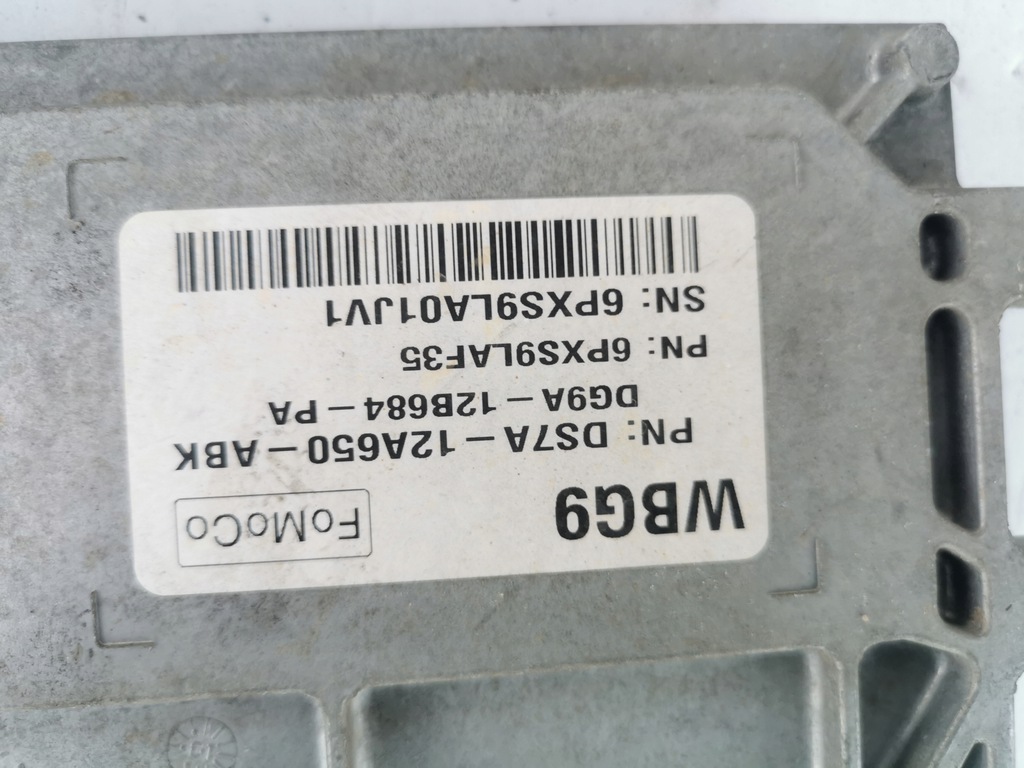 WBG9 FoMoCo
PN: DS7A-12A650-ABK
DG9A-12B684-PA
PN: 6PXS9LAF35
SN: 6PXS9LA01JV1